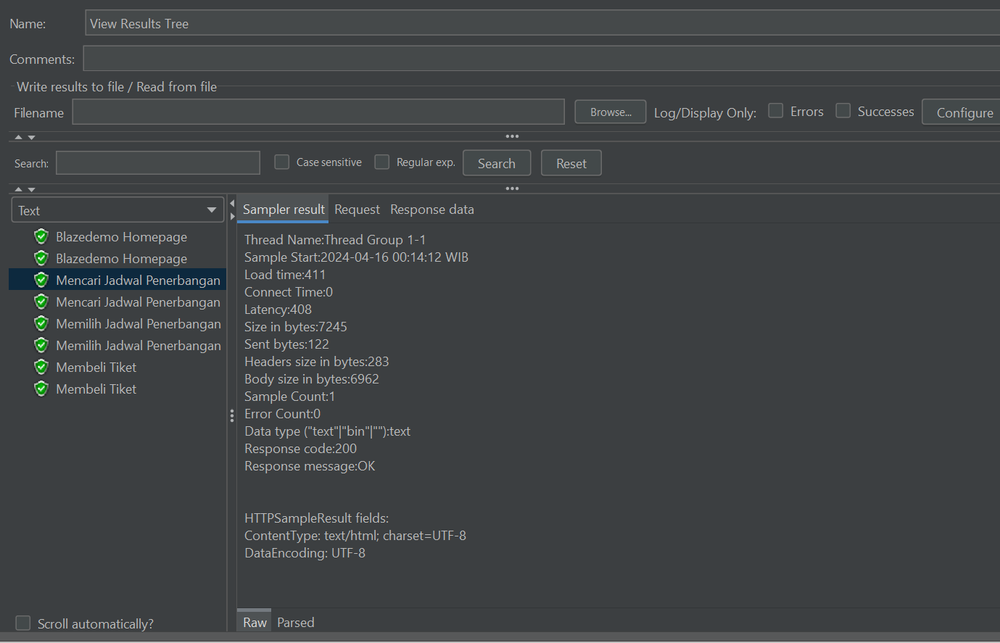 Name: View Results Tree
Comments:
Write results to file / Read from file
Filename Browse... Log/Display Only: Errors Successes Configure
Search: Case sensitive Regular exp. Search Reset
Text
Blazedemo Homepage
Blazedemo Homepage
Mencari Jadwal Penerbangan
Mencari Jadwal Penerbangan
Memilih Jadwal Penerbangan
Memilih Jadwal Penerbangan
Membeli Tiket
Membeli Tiket
Scroll automatically?
Sampler result Request Response data
Thread Name:Thread Group 1-1
Sample Start:2024-04-16 00:14:12 WIB
Load time:411
Connect Time:0
Latency:408
Size in bytes:7245
Sent bytes:122
Headers size in bytes:283
Body size in bytes:6962
Sample Count:1
Error Count:0
Data type ("text"|"bin"|""):text
Response code:200
Response message:OK
HTTPSampleResult fields:
ContentType: text/html; charset=UTF-8
DataEncoding: UTF-8
Raw Parsed